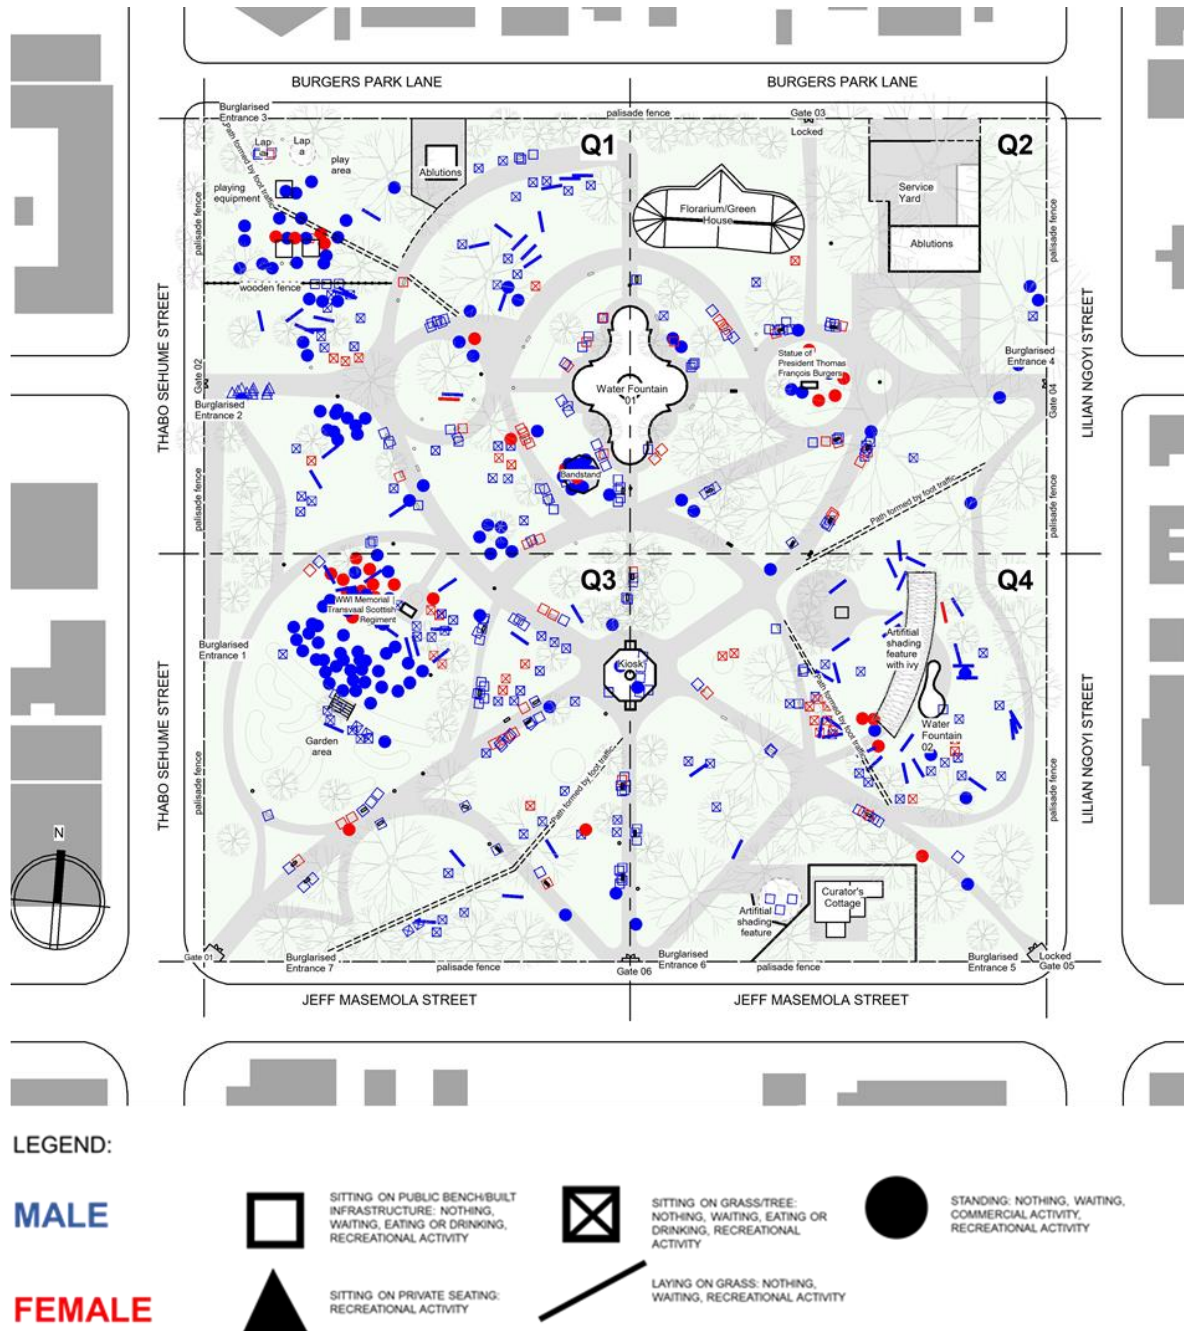 BURGERS PARK LANE
BURGERS PARK LANE
Burglarised
Entrance 3
palisade fence
Gate 03
Locked
Q1
Q2
Path formed by foot traffic
Lap
a
Lap
a
play
area
Ablutions
playing
equipment
palisade fence
Florarium/Green
House
Service
Yard
Ablutions
palisade fence
wooden fence
THABO SEHUME STREET
LILIAN NGOYI STREET
Gate 02
Burglarised
Entrance 2
Water Fountain
01
Statue of
President Thomas
François Burgers
Burglarised
Entrance 4
Gate 04
palisade fence
Bandstand
Path formed by foot traffic
palisade fence
Q3
Q4
WWI Memorial |
Transvaal Scottish
Regiment
Burglarised
Entrance 1
Kiosk
Artifitial
shading
feature
with ivy
Path formed by foot traffic
THABO SEHUME STREET
LILIAN NGOYI STREET
Garden
area
Water
Fountain
02
palisade fence
palisade fence
Path formed by foot traffic
N
Curator's
Cottage
Artifitial
shading
feature
Gate 01
Burglarised
Entrance 7
palisade fence
Gate 06
Burglarised
Entrance 6
palisade fence
Burglarised
Entrance 5
Locked
Gate 05
JEFF MASEMOLA STREET
JEFF MASEMOLA STREET
LEGEND:
MALE
FEMALE
SITTING ON PUBLIC BENCH/BUILT
INFRASTRUCTURE: NOTHING,
WAITING, EATING OR DRINKING,
RECREATIONAL ACTIVITY
SITTING ON GRASS/TREE:
NOTHING, WAITING, EATING OR
DRINKING, RECREATIONAL
ACTIVITY
STANDING: NOTHING, WAITING,
COMMERCIAL ACTIVITY,
RECREATIONAL ACTIVITY
SITTING ON PRIVATE SEATING:
RECREATIONAL ACTIVITY
LAYING ON GRASS: NOTHING,
WAITING, RECREATIONAL ACTIVITY